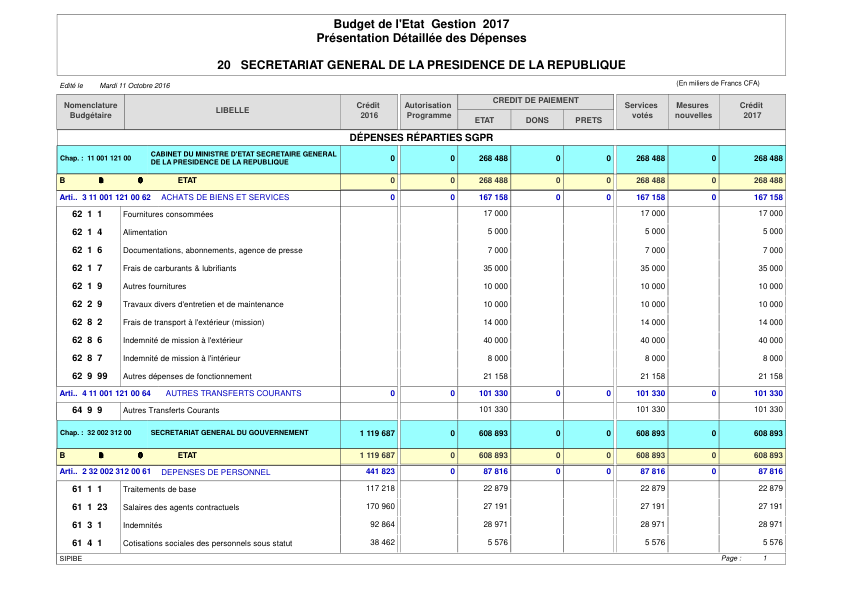 Budget de l'Etat Gestion 2017
Présentation Détaillée des Dépenses
20 SECRETARIAT GENERAL DE LA PRESIDENCE DE LA REPUBLIQUE
Edité le Mardi 11 Octobre 2016 (En miliers de Francs CFA)
Nomenclature Budgétaire LIBELLE Crédit 2016 Autorisation Programme CREDIT DE PAIEMENT ETAT DONS PRETS Services votés Mesures nouvelles Crédit 2017
DÉPENSES RÉPARTIES SGPR
Chap. : 11 001 121 00 CABINET DU MINISTRE D'ETAT SECRETAIRE GENERAL DE LA PRESIDENCE DE LA REPUBLIQUE 0 0 268 488 268 488 0 268 488
B ETAT 0 0 268 488 268 488 0 268 488
Arti.. 3 11 001 121 00 62 ACHATS DE BIENS ET SERVICES 0 0 167 158 167 158 0 167 158
62 1 1 Fournitures consommées 17 000 17 000 17 000
62 1 4 Alimentation 5 000 5 000 5 000
62 1 6 Documentations, abonnements, agence de presse 7 000 7 000 7 000
62 1 7 Frais de carburants & lubrifiants 35 000 35 000 35 000
62 1 9 Autres fournitures 10 000 10 000 10 000
62 2 9 Travaux divers d'entretien et de maintenance 10 000 10 000 10 000
62 8 2 Frais de transport à l'extérieur (mission) 14 000 14 000 14 000
62 8 6 Indemnité de mission à l'extérieur 40 000 40 000 40 000
62 8 7 Indemnité de mission à l'intérieur 8 000 8 000 8 000
62 9 99 Autres dépenses de fonctionnement 21 158 21 158 21 158
Arti.. 4 11 001 121 00 64 AUTRES TRANSFERTS COURANTS 0 0 101 330 101 330 0 101 330
64 9 9 Autres Transferts Courants 101 330 101 330 101 330
Chap. : 32 002 312 00 SECRETARIAT GENERAL DU GOUVERNEMENT 1 119 687 0 608 893 608 893 0 608 893
B ETAT 1 119 687 0 608 893 608 893 0 608 893
Arti.. 2 32 002 312 00 61 DEPENSES DE PERSONNEL 441 823 0 87 816 87 816 0 87 816
61 1 1 Traitements de base 117 218 22 879 22 879 22 879
61 1 23 Salaires des agents contractuels 170 960 27 191 27 191 27 191
61 3 1 Indemnités 92 864 28 971 28 971 28 971
61 4 1 Cotisations sociales des personnels sous statut 38 462 5 576 5 576 5 576
SIPIBE Page : 1